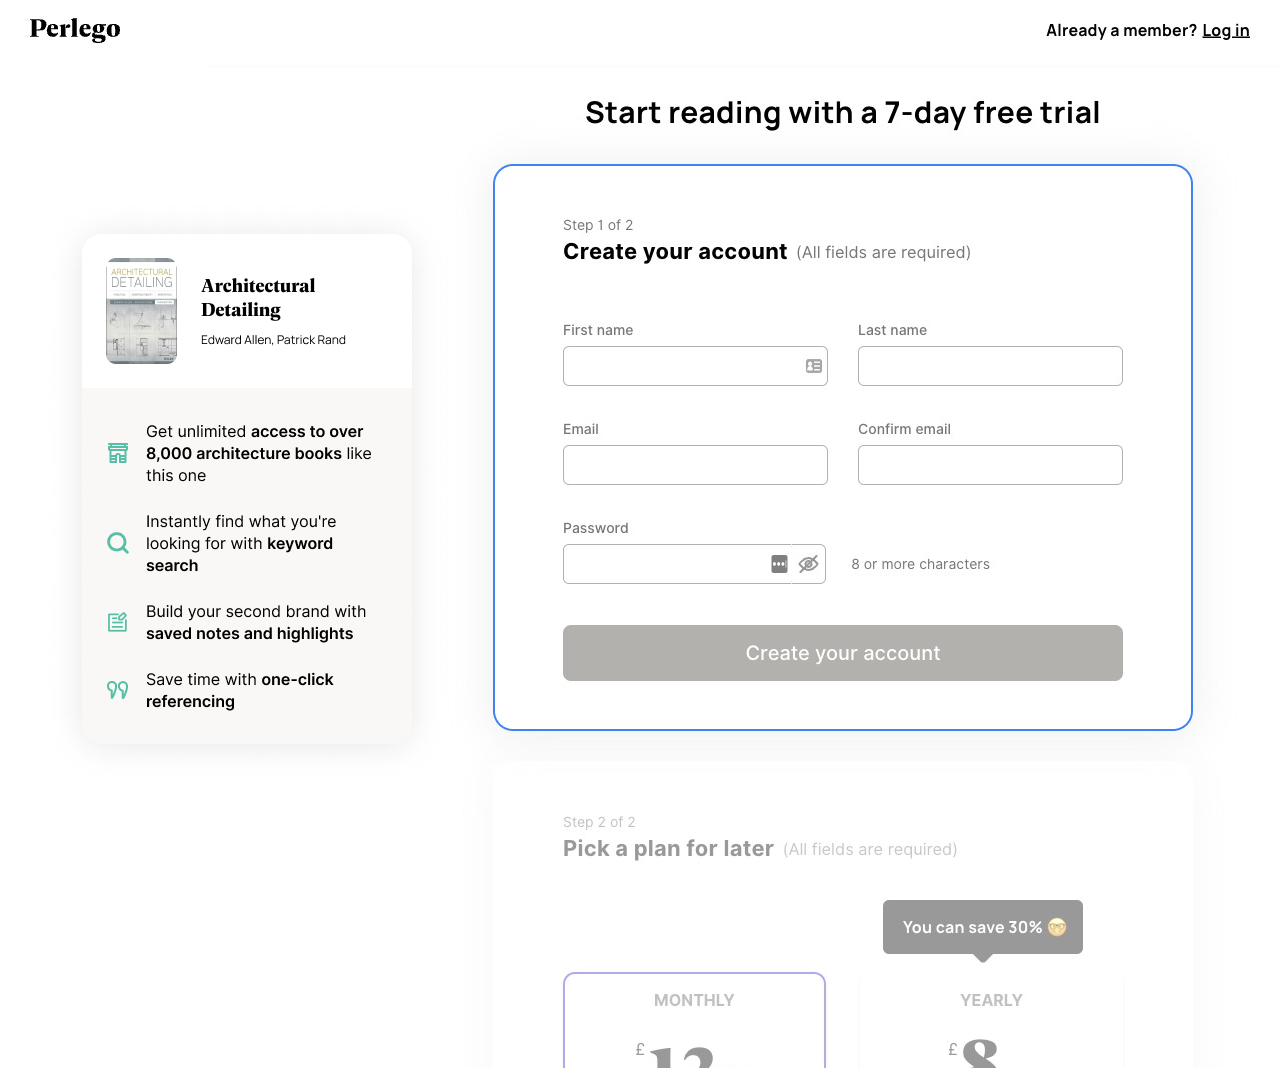 Perlego
Already a member? Log in
Start reading with a 7-day free trial
ARCHITECTURAL
DETAILING
Architectural
Detailing
Edward Allen, Patrick Rand
Get unlimited access to over
8,000 architecture books like
this one
Instantly find what you're
looking for with keyword
search
Build your second brand with
saved notes and highlights
Save time with one-click
referencing
Step 1 of 2
Create your account (All fields are required)
First name
Last name
Email
Confirm email
Password
8 or more characters
Create your account
Step 2 of 2
Pick a plan for later (All fields are required)
You can save 30% 🤓
MONTHLY
£12
YEARLY
£8